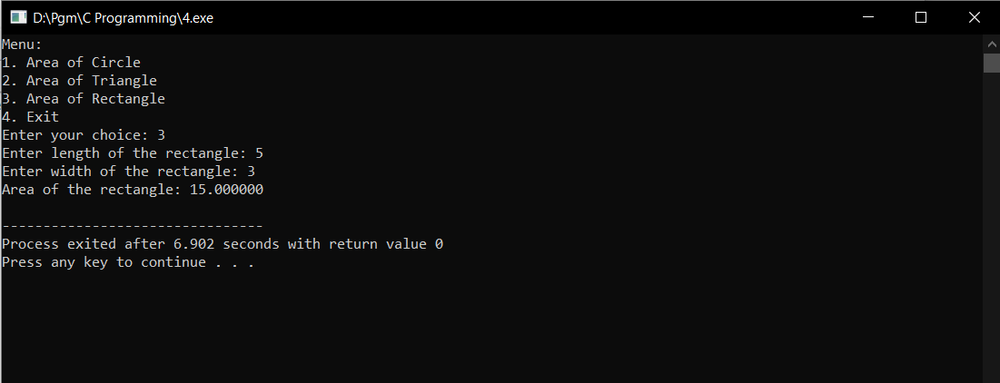 D:\Pgm\C Programming\4.exe
Menu:
1. Area of Circle
2. Area of Triangle
3. Area of Rectangle
4. Exit
Enter your choice: 3
Enter length of the rectangle: 5
Enter width of the rectangle: 3
Area of the rectangle: 15.000000
--------------------------------
Process exited after 6.902 seconds with return value 0
Press any key to continue . . .